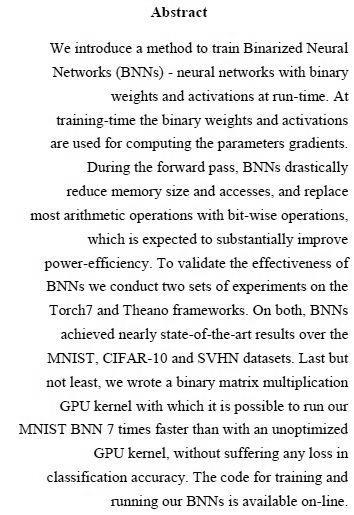 Abstract
We introduce a method to train Binarized Neural
Networks (BNNs) - neural networks with binary
weights and activations at run-time. At
training-time the binary weights and activations
are used for computing the parameters gradients.
During the forward pass, BNNs drastically
reduce memory size and accesses, and replace
most arithmetic operations with bit-wise operations,
which is expected to substantially improve
power-efficiency. To validate the effectiveness of
BNNs we conduct two sets of experiments on the
Torch7 and Theano frameworks. On both, BNNs
achieved nearly state-of-the-art results over the
MNIST, CIFAR-10 and SVHN datasets. Last but
not least, we wrote a binary matrix multiplication
GPU kernel with which it is possible to run our
MNIST BNN 7 times faster than with an unoptimized
GPU kernel, without suffering any loss in
classification accuracy. The code for training and
running our BNNs is available on-line.